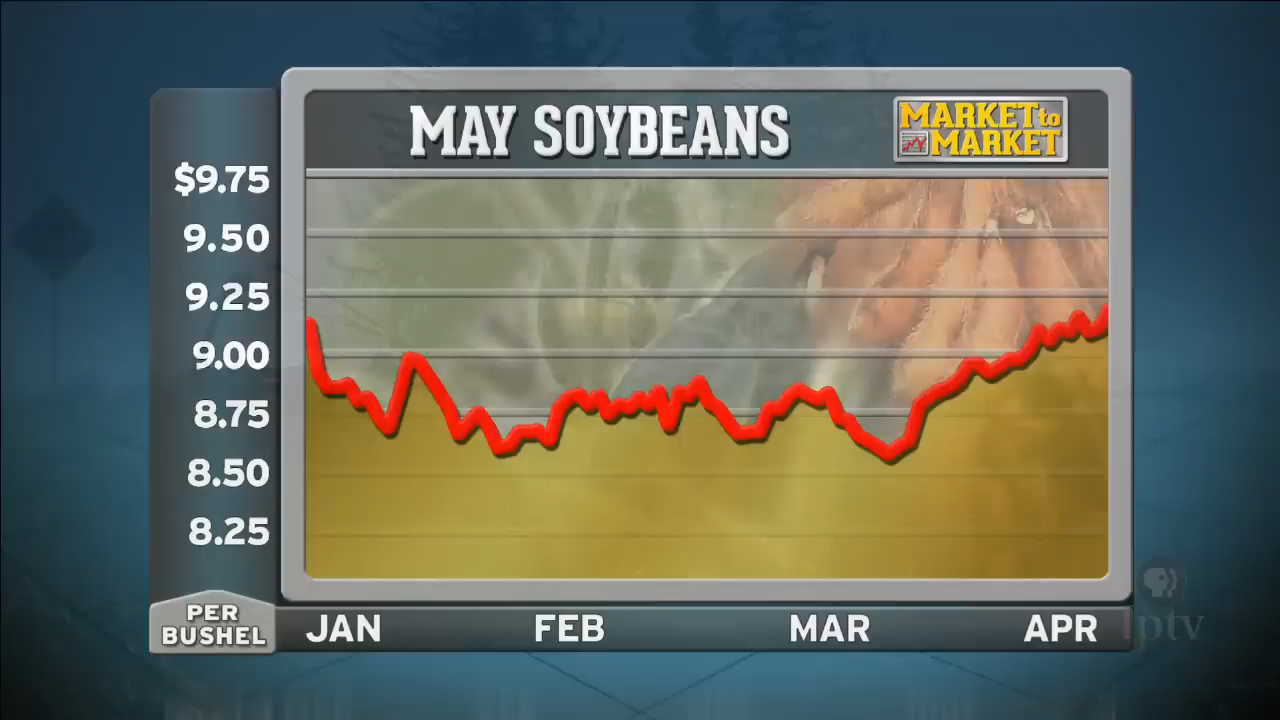 MAY SOYBEANS
MARKET to
MARKET
$9.75
9.50
9.25
9.00
8.75
8.50
8.25
PER
BUSHEL
JAN FEB MAR APR
iptv